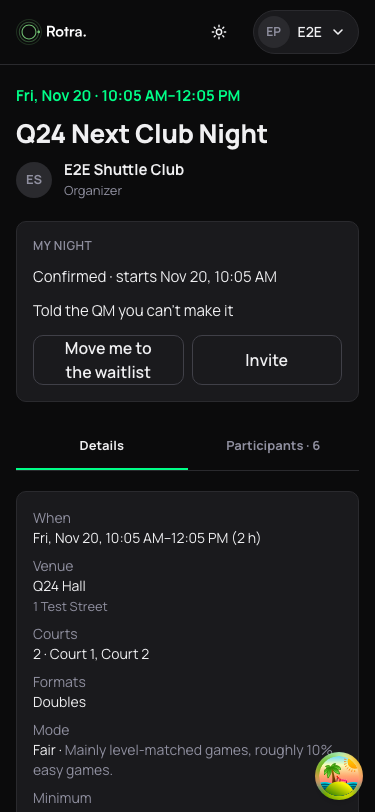 Rotra.
EP E2E
Fri, Nov 20 · 10:05 AM–12:05 PM
Q24 Next Club Night
ES
E2E Shuttle Club
Organizer
MY NIGHT
Confirmed · starts Nov 20, 10:05 AM
Told the QM you can't make it
Move me to
the waitlist
Invite
Details
Participants · 6
When
Fri, Nov 20, 10:05 AM–12:05 PM (2 h)
Venue
Q24 Hall
1 Test Street
Courts
2 · Court 1, Court 2
Formats
Doubles
Mode
Fair · Mainly level-matched games, roughly 10%
easy games.
Minimum